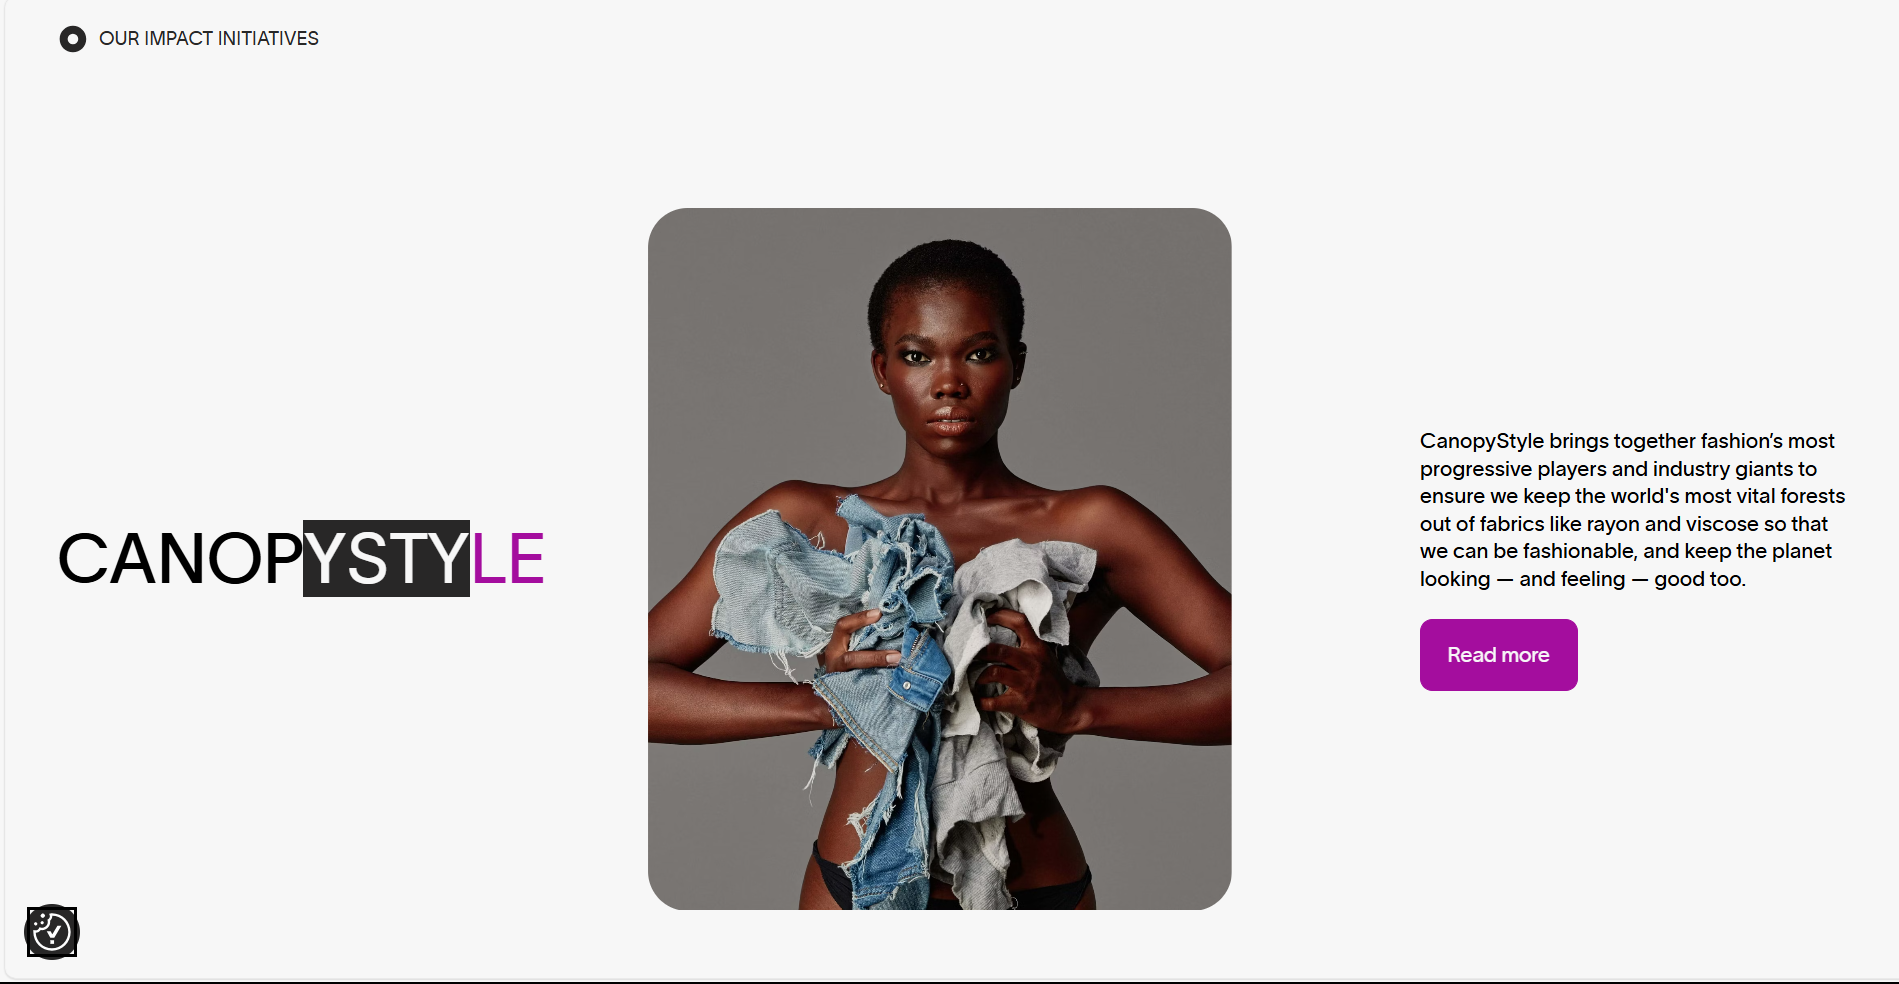 OUR IMPACT INITIATIVES
CANOPYSTYLE
CanopyStyle brings together fashion’s most
progressive players and industry giants to
ensure we keep the world's most vital forests
out of fabrics like rayon and viscose so that
we can be fashionable, and keep the planet
looking — and feeling — good too.
Read more